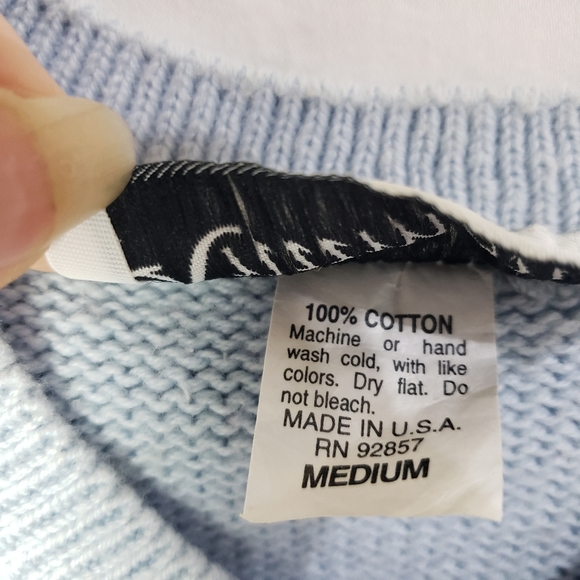 100% COTTON
Machine or hand
wash cold, with like
colors. Dry flat. Do
not bleach.
MADE IN U.S.A.
RN 92857
MEDIUM